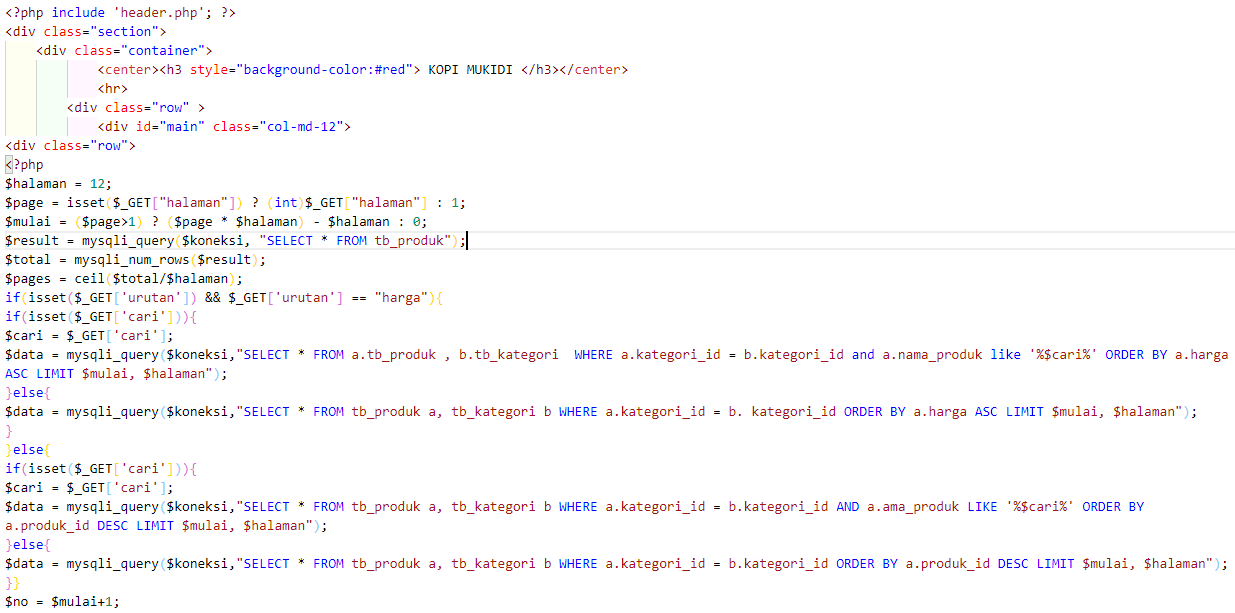 <?php include 'header.php'; ?>
<div class="section">
<div class="container">
<center><h3 style="background-color:#red"> KOPI MUKIDI </h3></center>
<hr>
<div class="row" >
<div id="main" class="col-md-12">
<div class="row">
<?php
$halaman = 12;
$page = isset($_GET["halaman"]) ? (int)$_GET["halaman"] : 1;
$mulai = ($page>1) ? ($page * $halaman) - $halaman : 0;
$result = mysqli_query($koneksi, "SELECT * FROM tb_produk");
$total = mysqli_num_rows($result);
$pages = ceil($total/$halaman);
if(isset($_GET['urutan']) && $_GET['urutan'] == "harga"){
if(isset($_GET['cari'])){
$cari = $_GET['cari'];
$data = mysqli_query($koneksi,"SELECT * FROM a.tb_produk , b.tb_kategori  WHERE a.kategori_id = b.kategori_id and a.nama_produk like '%$cari%' ORDER BY a.harga
ASC LIMIT $mulai, $halaman");
}else{
$data = mysqli_query($koneksi,"SELECT * FROM tb_produk a, tb_kategori b WHERE a.kategori_id = b. kategori_id ORDER BY a.harga ASC LIMIT $mulai, $halaman");
}
}else{
if(isset($_GET['cari'])){
$cari = $_GET['cari'];
$data = mysqli_query($koneksi,"SELECT * FROM tb_produk a, tb_kategori b WHERE a.kategori_id = b.kategori_id AND a.ama_produk LIKE '%$cari%' ORDER BY
a.produk_id DESC LIMIT $mulai, $halaman");
}else{
$data = mysqli_query($koneksi,"SELECT * FROM tb_produk a, tb_kategori b WHERE a.kategori_id = b.kategori_id ORDER BY a.produk_id DESC LIMIT $mulai, $halaman");
}}
$no = $mulai+1;